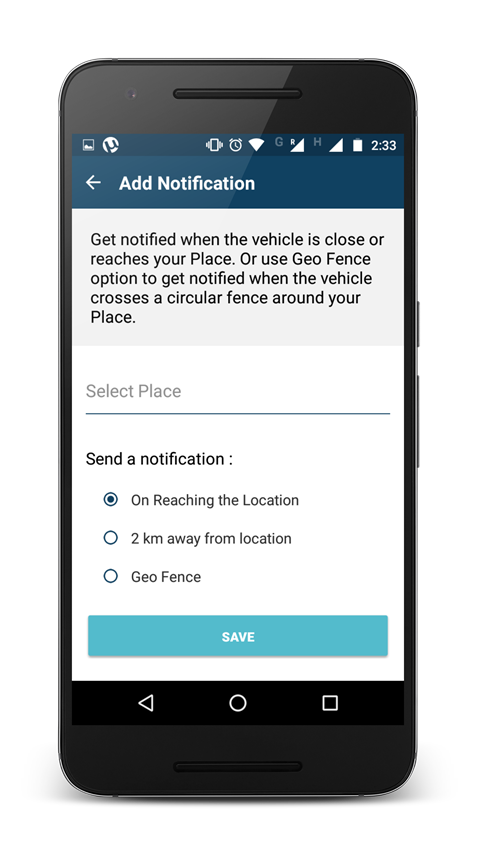 G R H 2:33
Add Notification
Get notified when the vehicle is close or
reaches your Place. Or use Geo Fence
option to get notified when the vehicle
crosses a circular fence around your
Place.
Select Place
Send a notification :
On Reaching the Location
2 km away from location
Geo Fence
SAVE